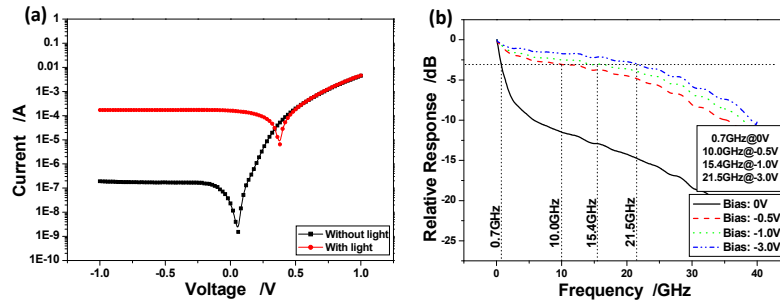 (a)
1
0.1
0.01
1E-3
1E-4
1E-5
1E-6
1E-7
1E-8
1E-9
1E-10
Current /A
-1.0
-0.5
0.0
0.5
1.0
Voltage /V
Without light
With light
(b)
0
-5
-10
-15
-20
-25
Relative Response /dB
0.7GHz
10.0GHz
15.4GHz
21.5GHz
0.7GHz@0V
10.0GHz@-0.5V
15.4GHz@-1.0V
21.5GHz@-3.0V
Bias: 0V
Bias: -0.5V
Bias: -1.0V
Bias: -3.0V
0
10
20
30
40
Frequency /GHz